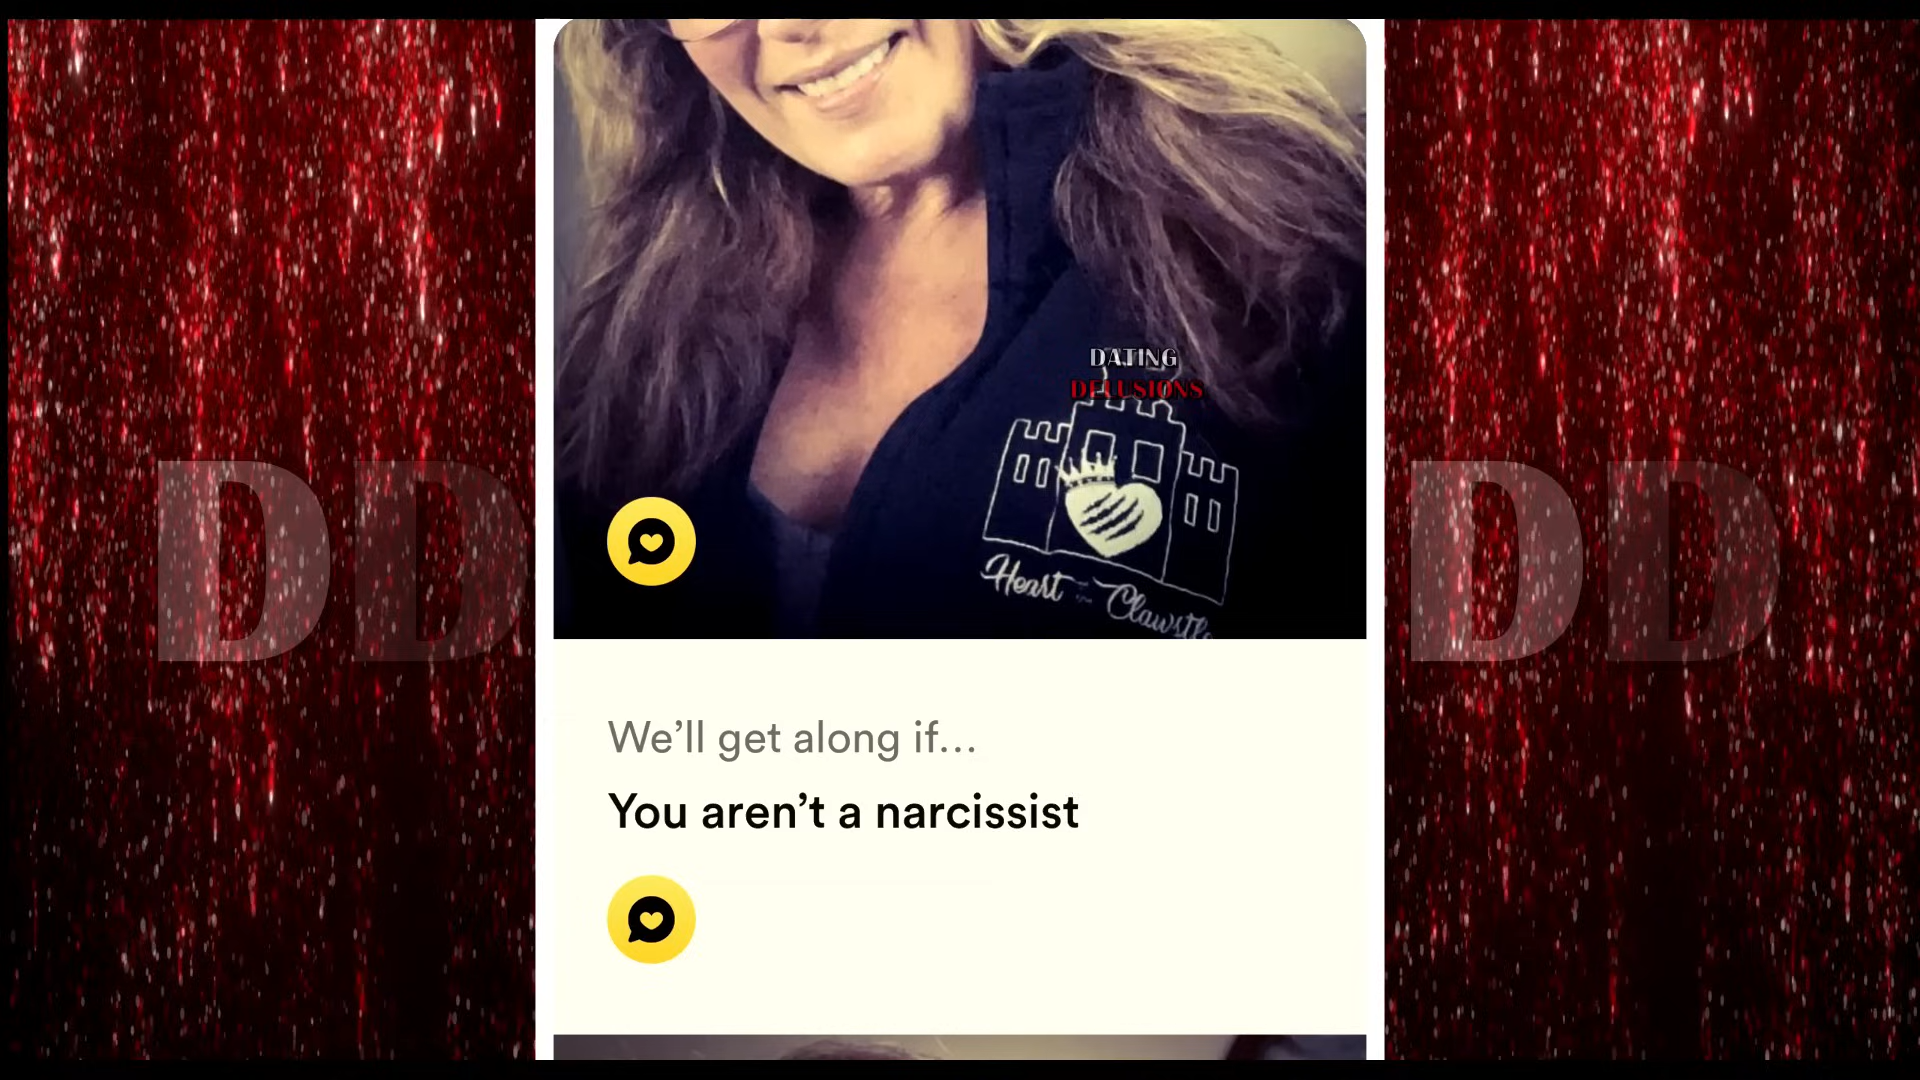 DATING
DELUSIONS
Heart
Clawstle
DD
DD
We’ll get along if...
You aren’t a narcissist